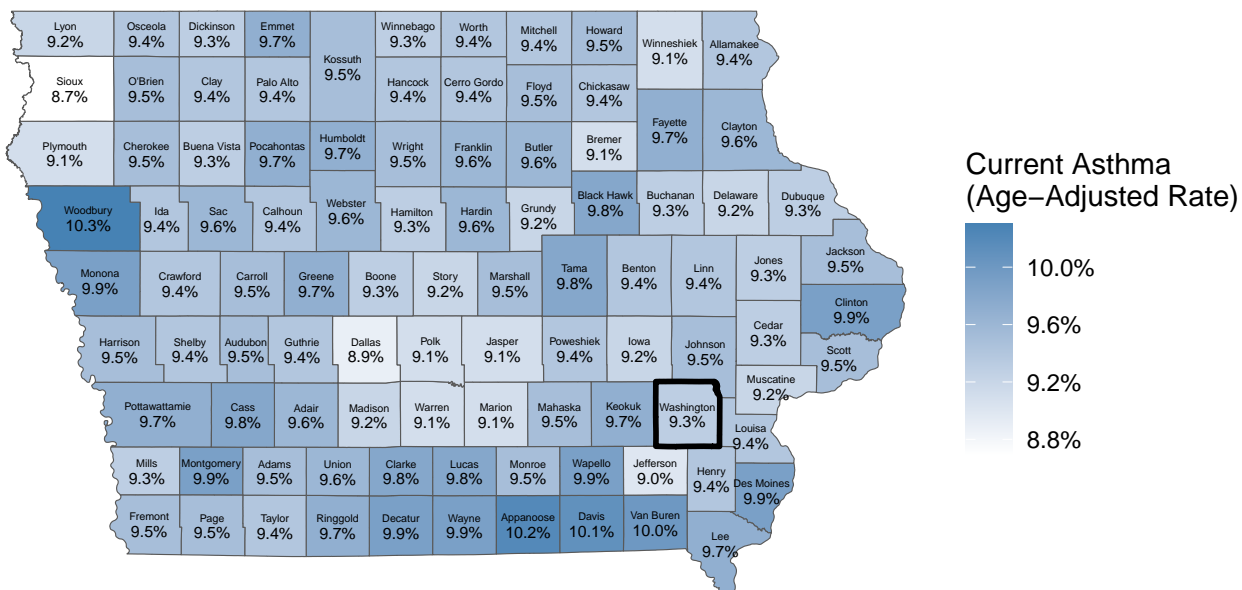 Lyon
9.2%
Osceola
9.4%
Dickinson
9.3%
Emmet
9.7%
Kossuth
9.5%
Winnebago
9.3%
Worth
9.4%
Mitchell
9.4%
Howard
9.5%
Winneshiek
9.1%
Allamakee
9.4%
Sioux
8.7%
O'Brien
9.5%
Clay
9.4%
Palo Alto
9.4%
Hancock
9.4%
Cerro Gordo
9.4%
Floyd
9.5%
Chickasaw
9.4%
Fayette
9.7%
Clayton
9.6%
Plymouth
9.1%
Cherokee
9.5%
Buena Vista
9.3%
Pocahontas
9.7%
Humboldt
9.7%
Wright
9.5%
Franklin
9.6%
Butler
9.6%
Bremer
9.1%
Woodbury
10.3%
Ida
9.4%
Sac
9.6%
Calhoun
9.4%
Webster
9.6%
Hamilton
9.3%
Hardin
9.6%
Grundy
9.2%
Black Hawk
9.8%
Buchanan
9.3%
Delaware
9.2%
Dubuque
9.3%
Monona
9.9%
Crawford
9.4%
Carroll
9.5%
Greene
9.7%
Boone
9.3%
Story
9.2%
Marshall
9.5%
Tama
9.8%
Benton
9.4%
Linn
9.4%
Jones
9.3%
Jackson
9.5%
Clinton
9.9%
Harrison
9.5%
Shelby
9.4%
Audubon
9.5%
Guthrie
9.4%
Dallas
8.9%
Polk
9.1%
Jasper
9.1%
Poweshiek
9.4%
Iowa
9.2%
Johnson
9.5%
Cedar
9.3%
Scott
9.5%
Muscatine
9.2%
Pottawattamie
9.7%
Cass
9.8%
Adair
9.6%
Madison
9.2%
Warren
9.1%
Marion
9.1%
Mahaska
9.5%
Keokuk
9.7%
Washington
9.3%
Louisa
9.4%
Mills
9.3%
Montgomery
9.9%
Adams
9.5%
Union
9.6%
Clarke
9.8%
Lucas
9.8%
Monroe
9.5%
Wapello
9.9%
Jefferson
9.0%
Henry
9.4%
Des Moines
9.9%
Fremont
9.5%
Page
9.5%
Taylor
9.4%
Ringgold
9.7%
Decatur
9.9%
Wayne
9.9%
Appanoose
10.2%
Davis
10.1%
Van Buren
10.0%
Lee
9.7%
Current Asthma
(Age−Adjusted Rate)
10.0%
9.6%
9.2%
8.8%